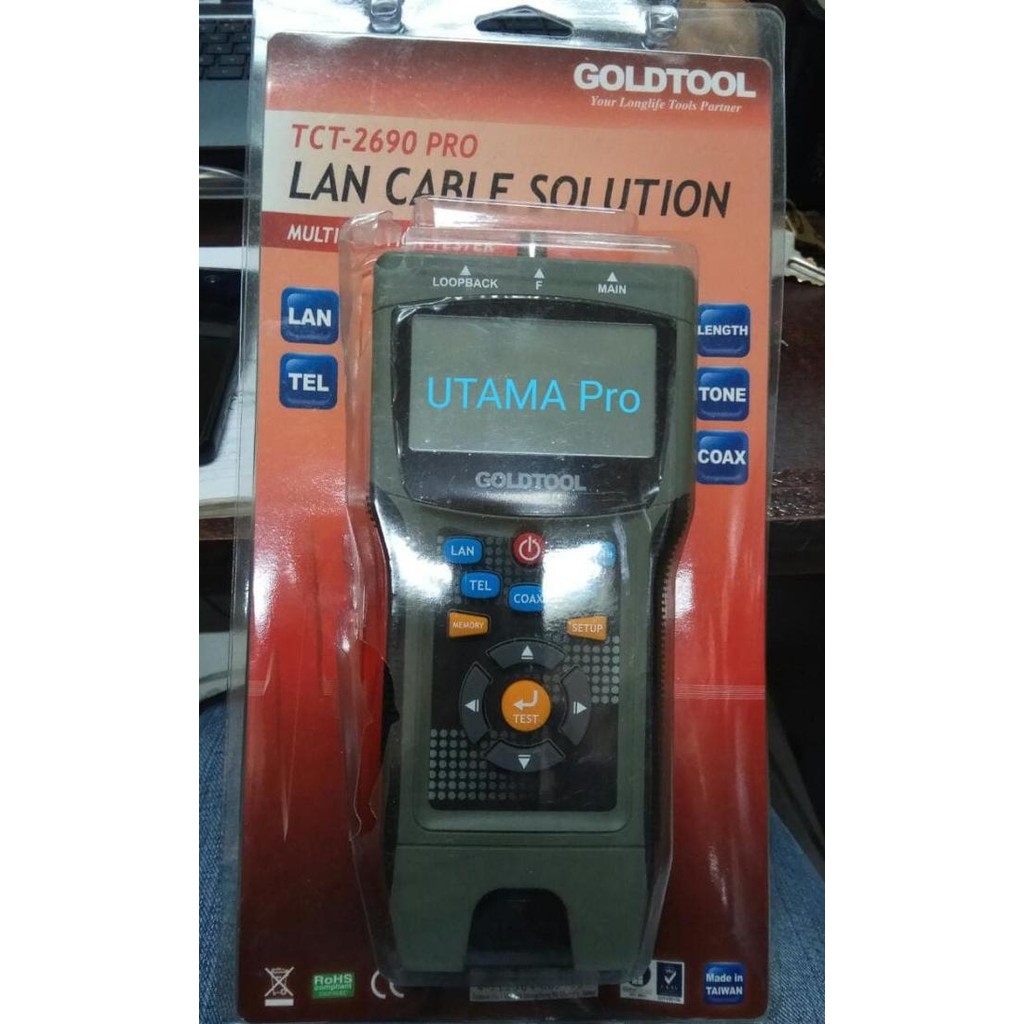 GOLDTOOL
Your Longlife Tools Partner
TCT-2690 PRO
LAN CABLE SOLUTION
TESTER
LOOPBACK
F
MAIN
LAN
TEL
LENGTH
TONE
COAX
UTAMA Pro
GOLDTOOL
LAN
TEL
COAX
MEMORY
SETUP
TEST
RoHS
compliant
CE
Made in
TAIWAN